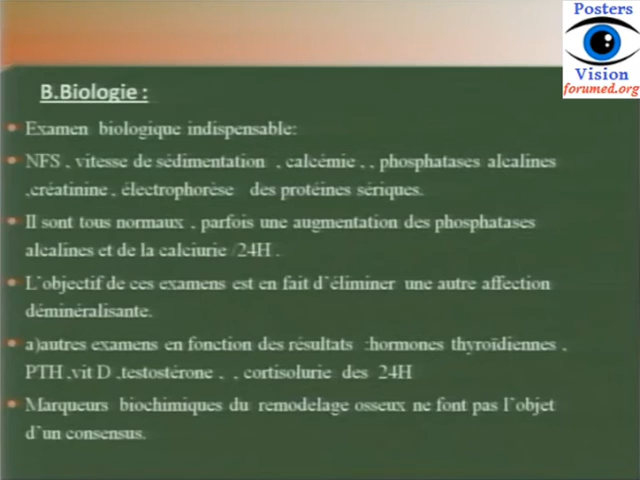 Posters
Vision
forumed.org
B.Biologie :
• Examen biologique indispensable:
• NFS , vitesse de sédimentation , calcémie , , phosphatases alcalines
,créatinine , électrophorèse des protéines sériques.
• Il sont tous normaux , parfois une augmentation des phosphatases
alcalines et de la calciurie /24H .
• L'objectif de ces examens est en fait d'éliminer une autre affection
déminéralisante.
• a)autres examens en fonction des résultats :hormones thyroïdiennes ,
PTH ,vit D ,testostérone , , cortisolurie des 24H
• Marqueurs biochimiques du remodelage osseux ne font pas l'objet
d'un consensus.